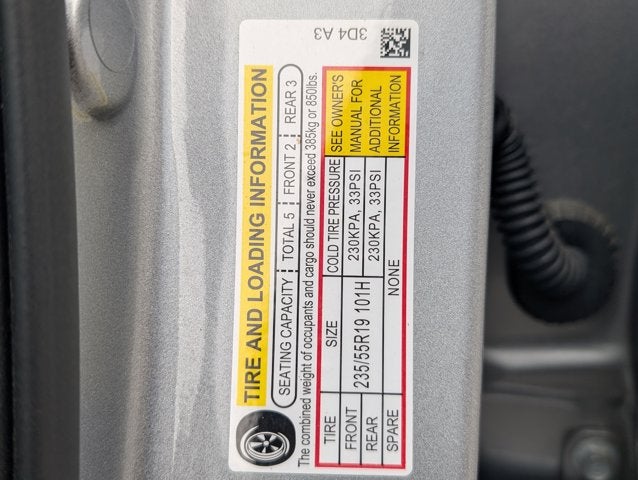 TIRE AND LOADING INFORMATION
SEATING CAPACITY TOTAL 5 FRONT 2 REAR 3
The combined weight of occupants and cargo should never exceed 385kg or 850lbs.
TIRE SIZE COLD TIRE PRESSURE SEE OWNER'S
FRONT 235/55R19 101H 230KPA, 33PSI MANUAL FOR
REAR 230KPA, 33PSI ADDITIONAL
SPARE NONE INFORMATION
3D4 A3